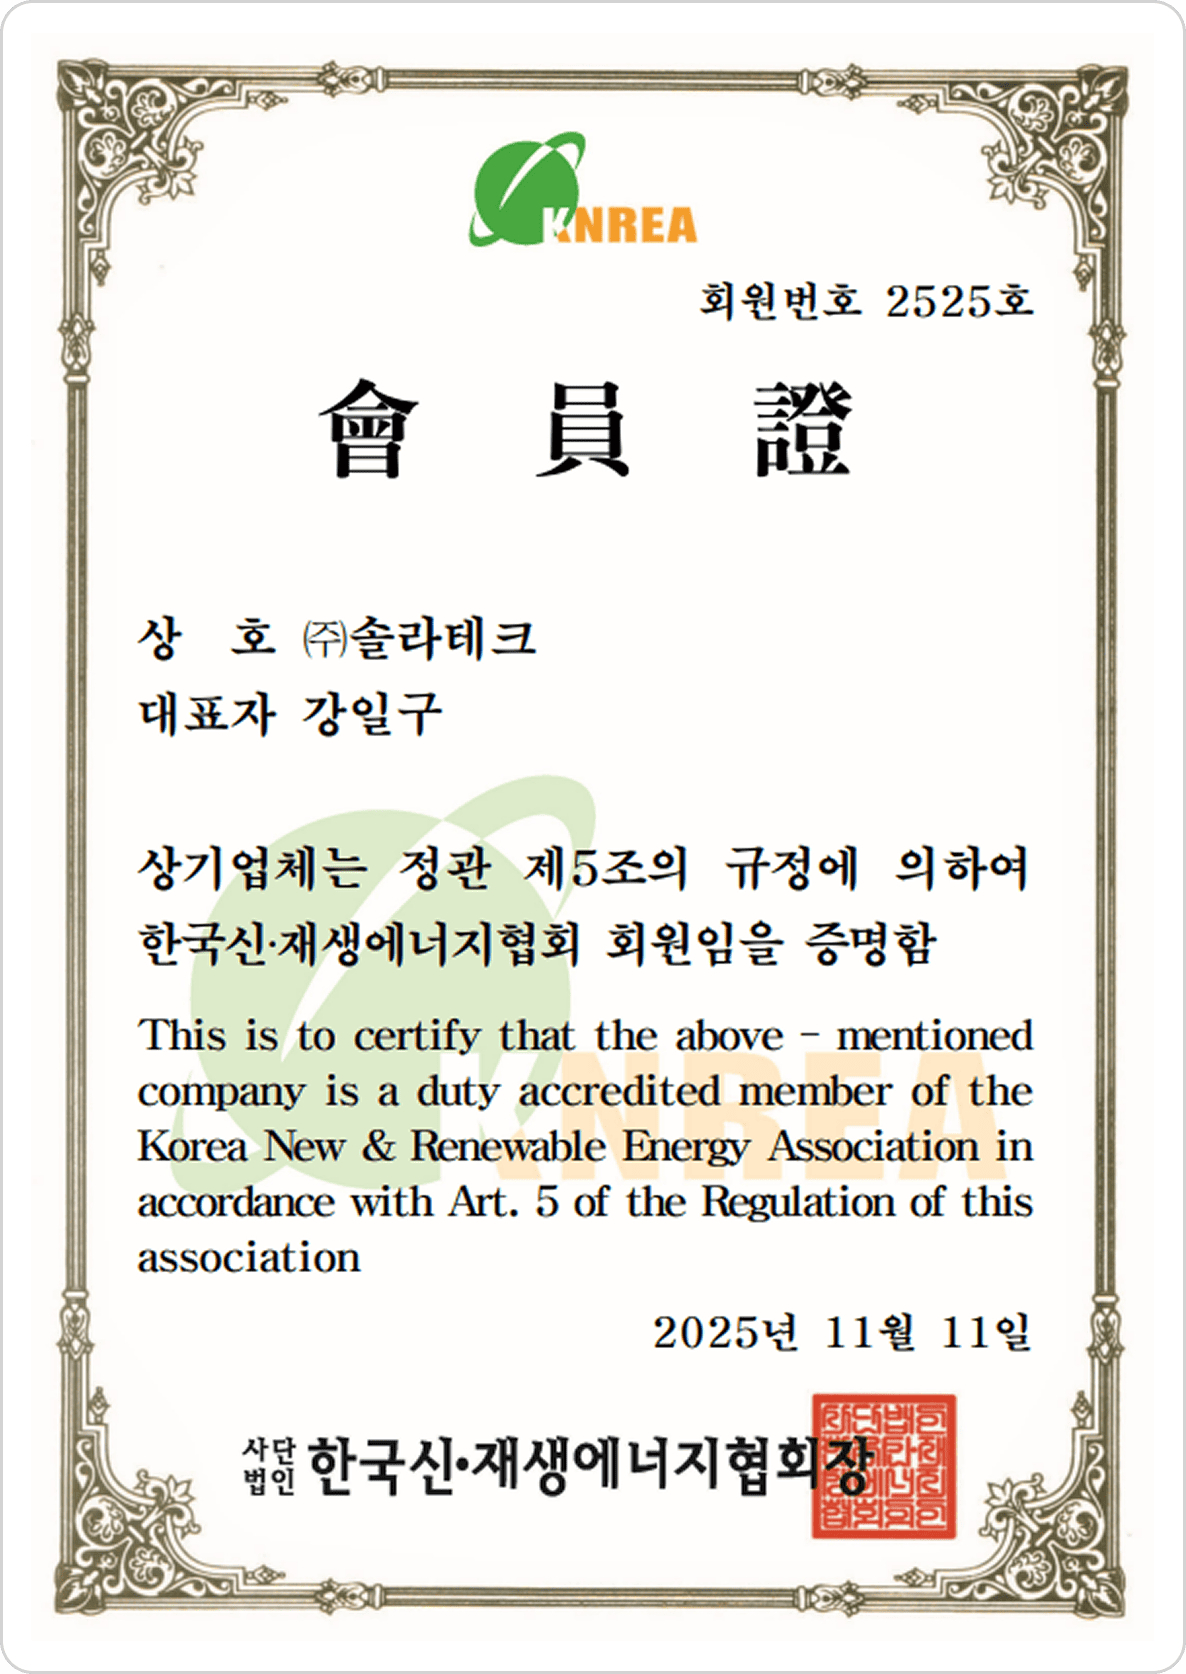 KNREA
회원번호 2525호
會 員 證
상 호 ㈜솔라테크
대표자 강일구
상기업체는 정관 제5조의 규정에 의하여
한국신·재생에너지협회 회원임을 증명함
This is to certify that the above - mentioned
company is a duty accredited member of the
Korea New & Renewable Energy Association in
accordance with Art. 5 of the Regulation of this
association
2025년 11월 11일
사단법인 한국신·재생에너지협회장